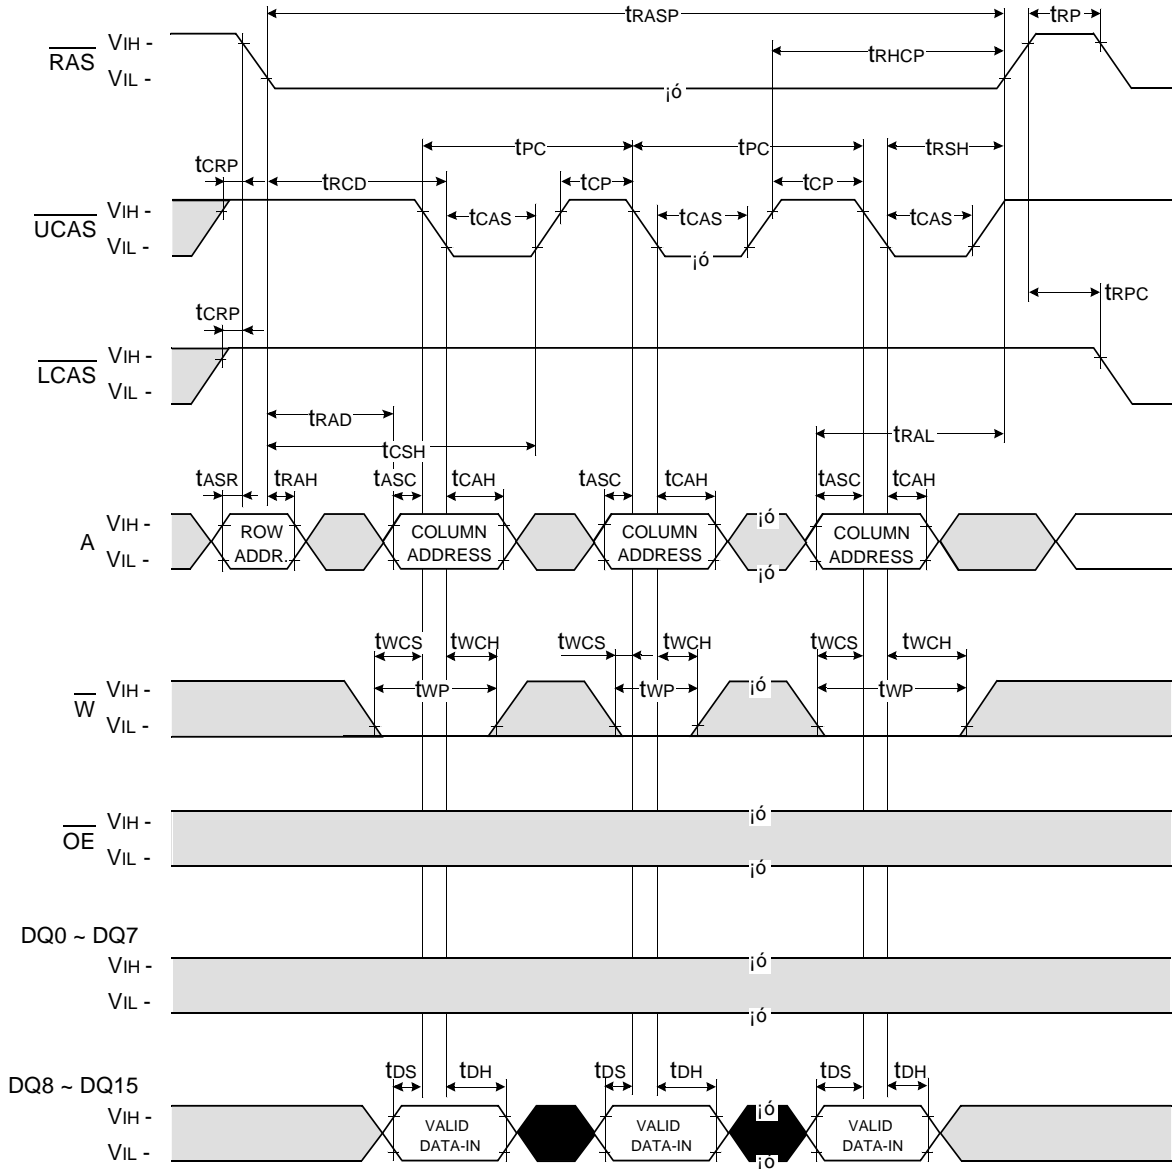 tRASP
tRP
RAS
VIH -
VIL -
tRHCP
¡ó
tCRP
tRCD
tPC
tPC
tRSH
tCP
tCP
UCAS
VIH -
VIL -
tCAS
tCAS
tCAS
¡ó
tCRP
tRPC
LCAS
VIH -
VIL -
tRAD
tCSH
tRAL
tASR
tRAH
tASC
tCAH
tASC
tCAH
tASC
tCAH
A
VIH -
VIL -
ROW
ADDR.
COLUMN
ADDRESS
COLUMN
ADDRESS
¡ó
¡ó
COLUMN
ADDRESS
tWCS
tWCH
tWCS
tWCH
tWCS
tWCH
W
VIH -
VIL -
tWP
tWP
¡ó
tWP
OE
VIH -
VIL -
¡ó
¡ó
DQ0 ~ DQ7
VIH -
VIL -
¡ó
¡ó
tDS
tDH
tDS
tDH
tDS
tDH
DQ8 ~ DQ15
VIH -
VIL -
VALID
DATA-IN
VALID
DATA-IN
¡ó
¡ó
VALID
DATA-IN